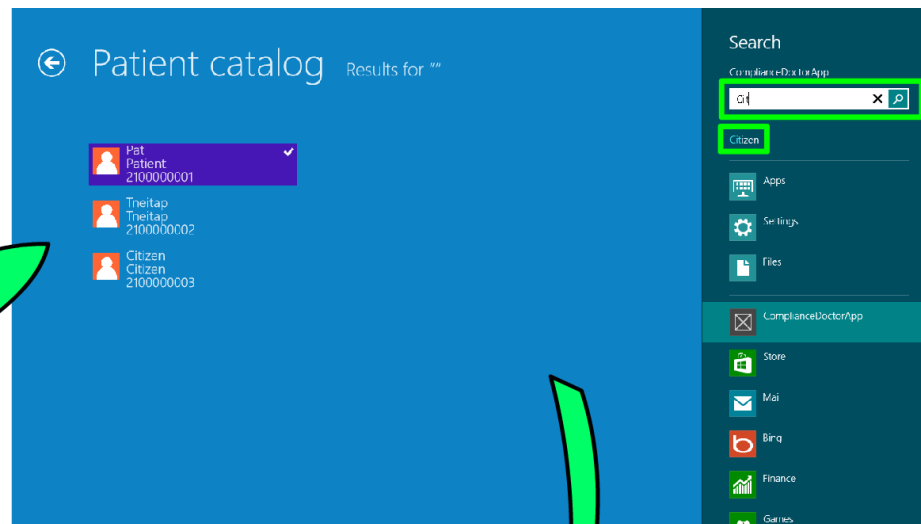 Patient catalog Results for ""
Pat
Patient
2100000001
Tneitap
Tneitap
2100000002
Citizen
Citizen
2100000003
Search
ComplianceDoctorApp
Cit
Citizen
Apps
Settings
Files
ComplianceDoctorApp
Store
Mai
Bing
Finance
Games